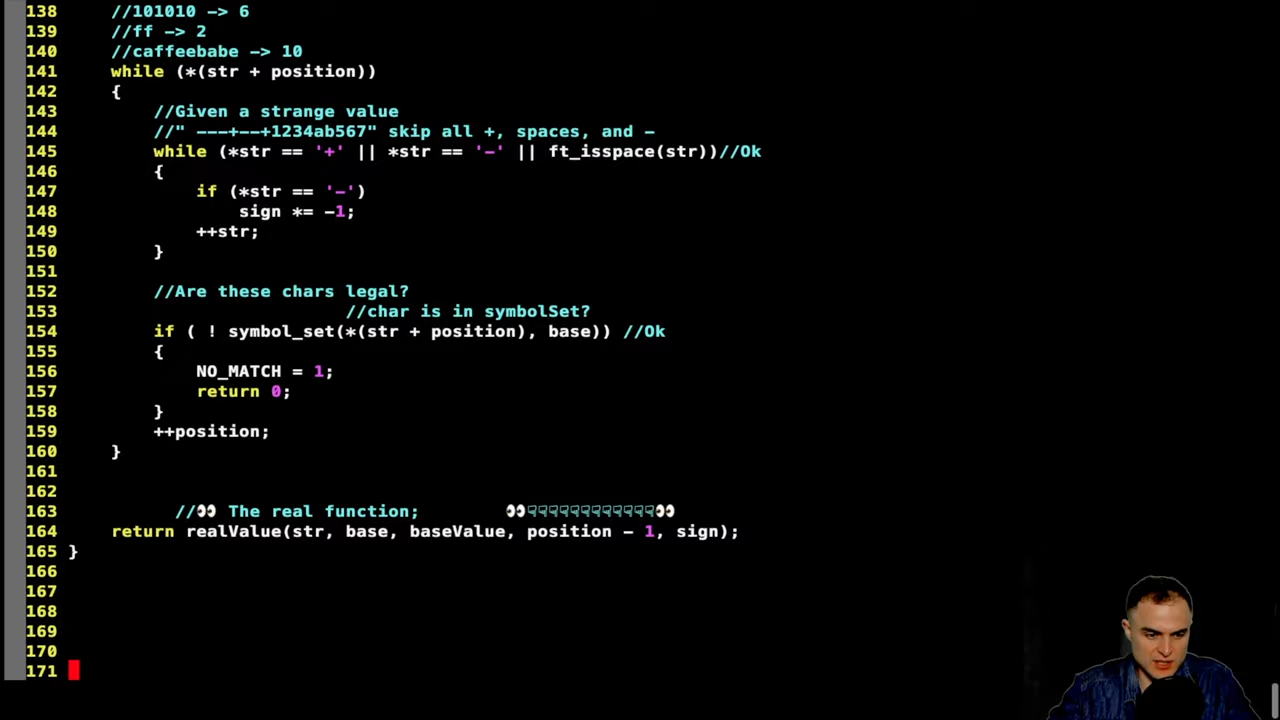 138 //101010 -> 6
139 //ff -> 2
140 //caffeebabe -> 10
141 while (*(str + position))
142 {
143 //Given a strange value
144 //" ---+--+1234ab567" skip all +, spaces, and -
145 while (*str == '+' || *str == '-' || ft_isspace(str))//Ok
146 {
147 if (*str == '-')
148 sign *= -1;
149 ++str;
150 }
151
152 //Are these chars legal?
153 //char is in symbolSet?
154 if ( ! symbol_set(*(str + position), base)) //Ok
155 {
156 NO_MATCH = 1;
157 return 0;
158 }
159 ++position;
160 }
161
162
163 //👀 The real function; 👀☟☟☟☟☟☟☟☟☟☟☟☟👀
164 return realValue(str, base, baseValue, position - 1, sign);
165 }
166
167
168
169
170
171